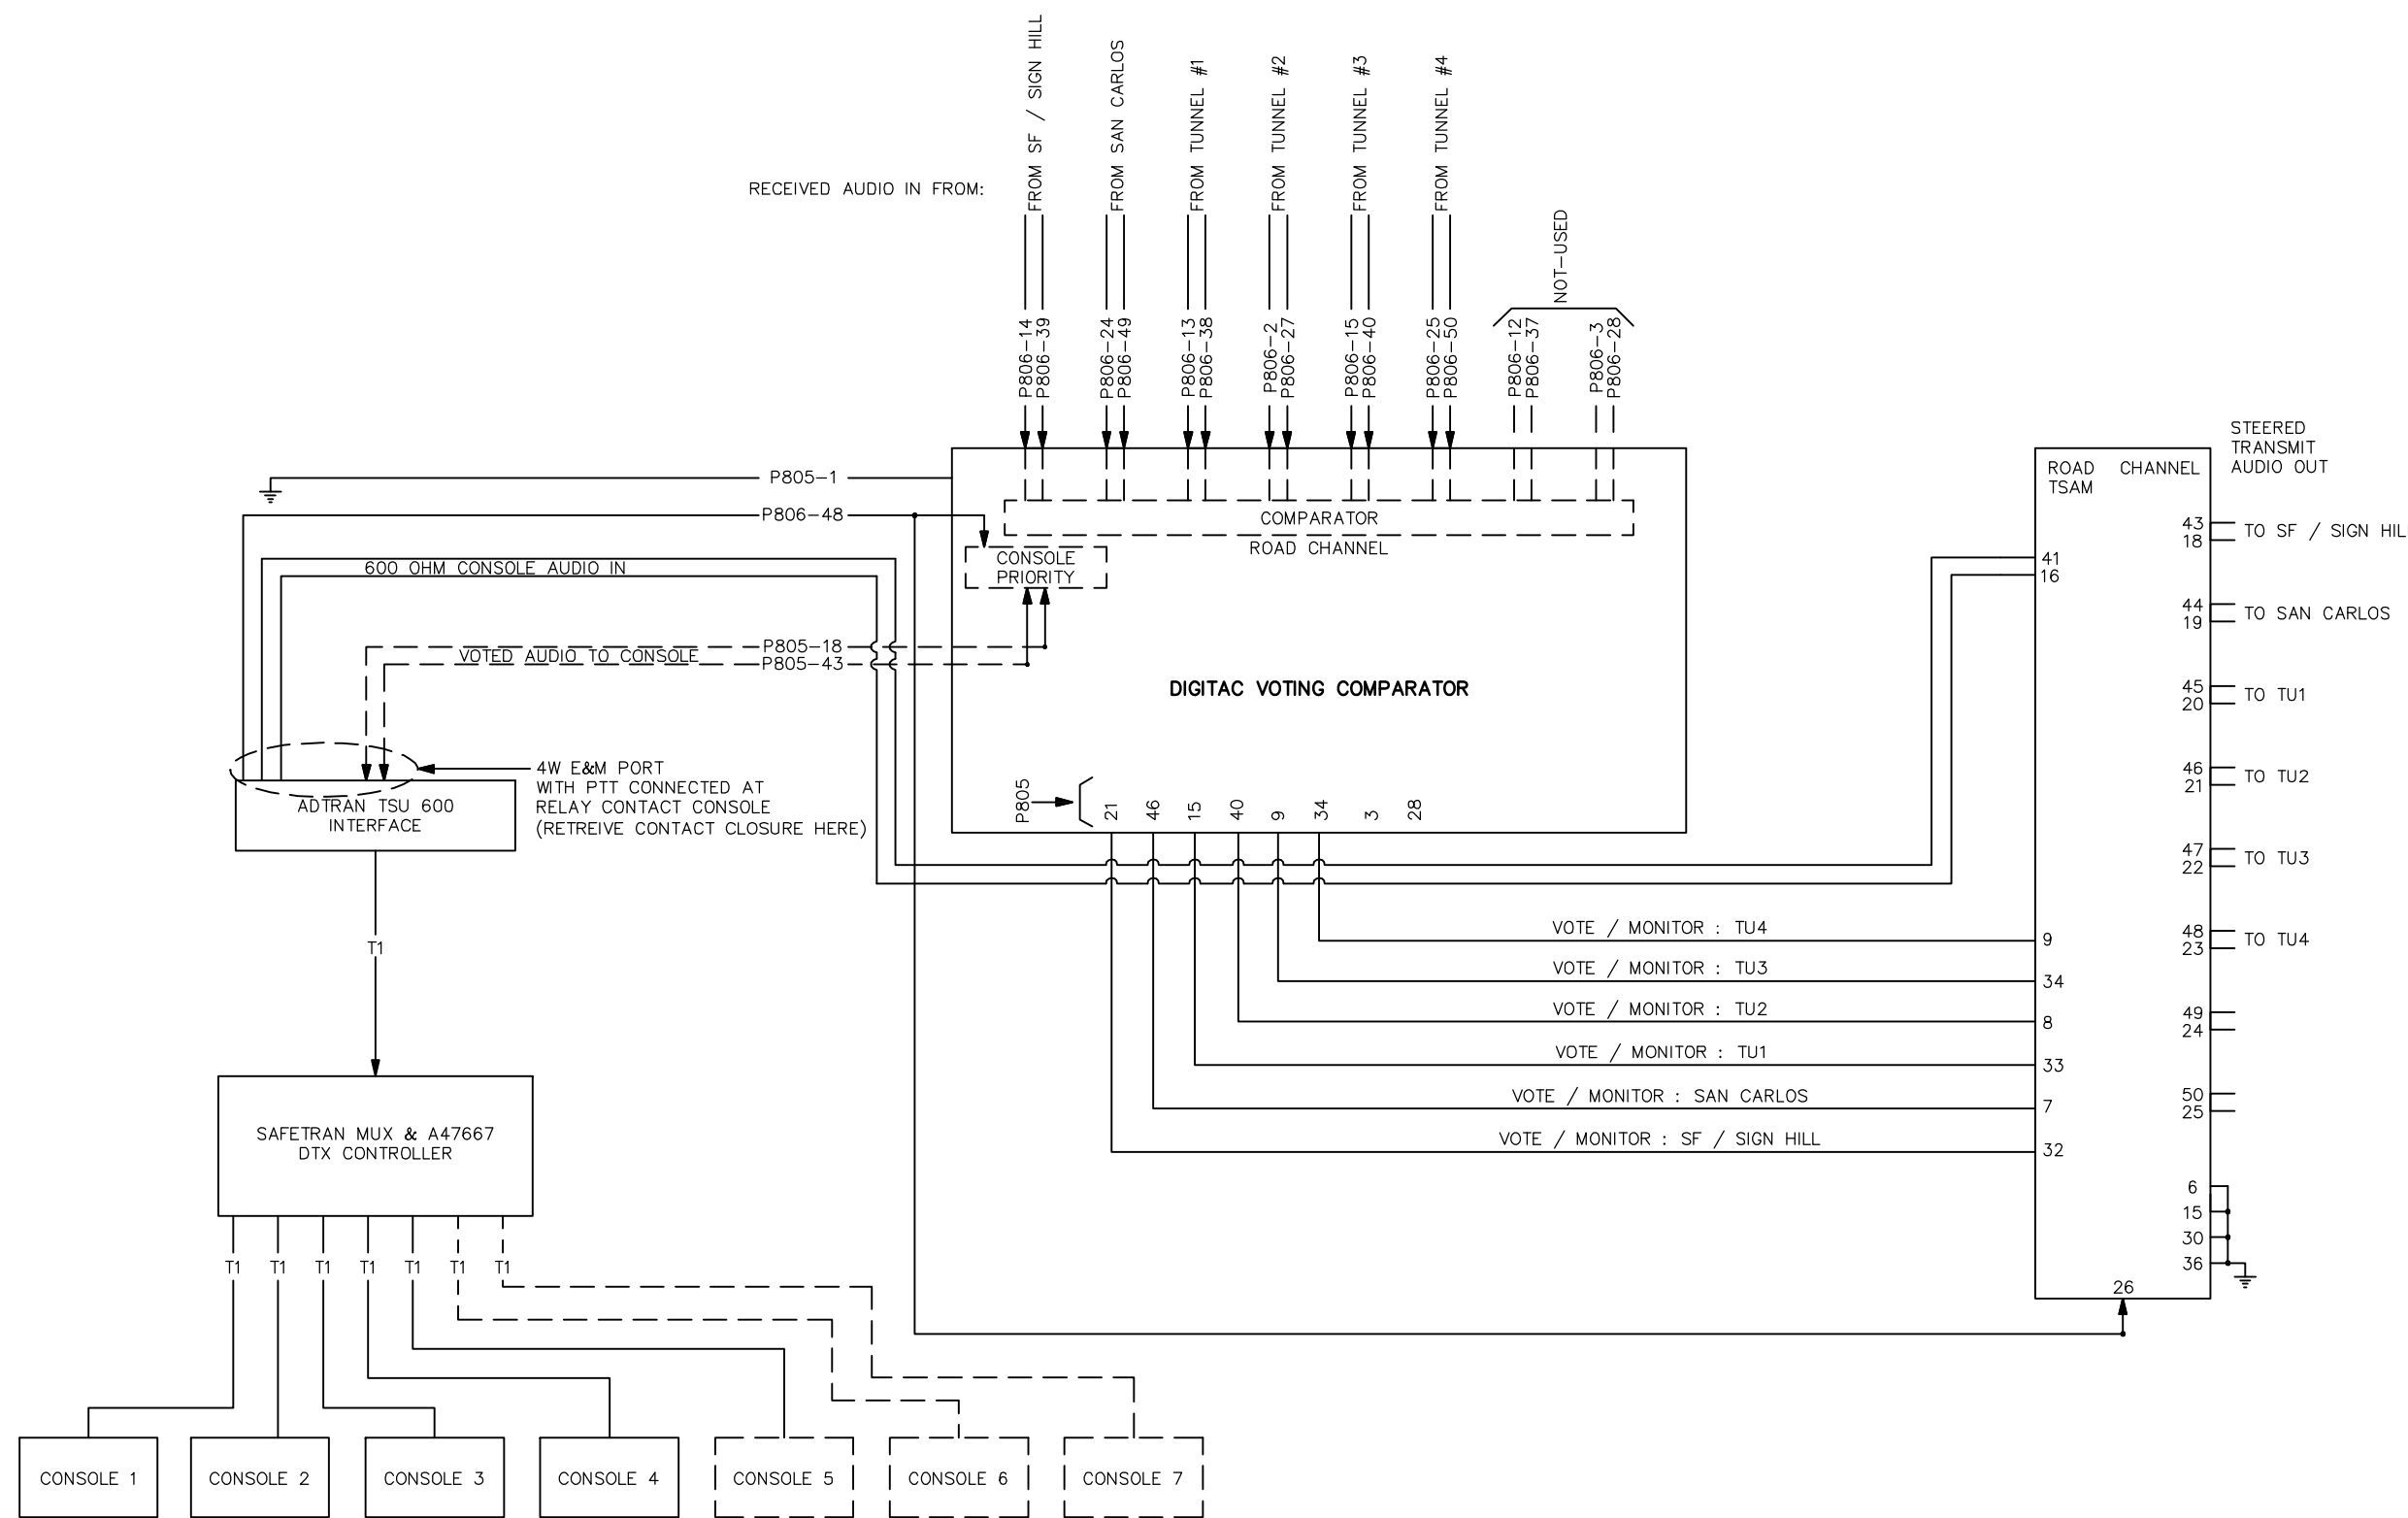 RECEIVED AUDIO IN FROM:
FROM SF / SIGN HILL
FROM SAN CARLOS
FROM TUNNEL #1
FROM TUNNEL #2
FROM TUNNEL #3
FROM TUNNEL #4
NOT-USED
P806-14
P806-39
P806-24
P806-49
P806-13
P806-38
P806-2
P806-27
P806-15
P806-40
P806-25
P806-50
P806-12
P806-37
P806-3
P806-28
P805-1
P806-48
600 OHM CONSOLE AUDIO IN
P805-18
VOTED AUDIO TO CONSOLE
P805-43
COMPARATOR
ROAD CHANNEL
CONSOLE
PRIORITY
DIGITAC VOTING COMPARATOR
P805
21
46
15
40
9
34
3
28
4W E&M PORT
WITH PTT CONNECTED AT
RELAY CONTACT CONSOLE
(RETREIVE CONTACT CLOSURE HERE)
ADTRAN TSU 600
INTERFACE
T1
SAFETRAN MUX & A47667
DTX CONTROLLER
T1
T1
T1
T1
T1
T1
T1
CONSOLE 1
CONSOLE 2
CONSOLE 3
CONSOLE 4
CONSOLE 5
CONSOLE 6
CONSOLE 7
VOTE / MONITOR : TU4
VOTE / MONITOR : TU3
VOTE / MONITOR : TU2
VOTE / MONITOR : TU1
VOTE / MONITOR : SAN CARLOS
VOTE / MONITOR : SF / SIGN HILL
ROAD CHANNEL
TSAM
41
16
9
34
8
33
7
32
26
STEERED
TRANSMIT
AUDIO OUT
43
18
TO SF / SIGN HIL
44
19
TO SAN CARLOS
45
20
TO TU1
46
21
TO TU2
47
22
TO TU3
48
23
TO TU4
49
24
50
25
6
15
30
36